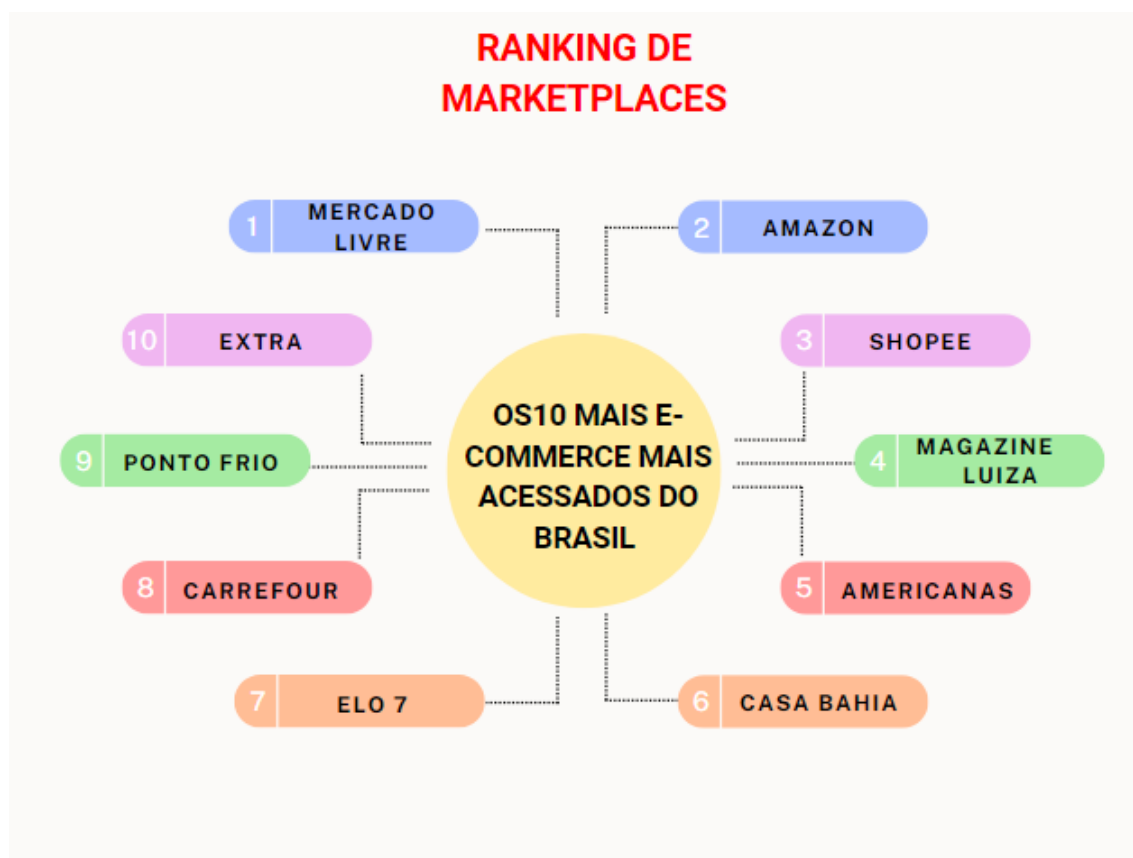 RANKING DE
MARKETPLACES
1 MERCADO
LIVRE
2 AMAZON
10 EXTRA
3 SHOPEE
OS10 MAIS E-
COMMERCE MAIS
ACESSADOS DO
BRASIL
9 PONTO FRIO
4 MAGAZINE
LUIZA
8 CARREFOUR
5 AMERICANAS
7 ELO 7
6 CASA BAHIA